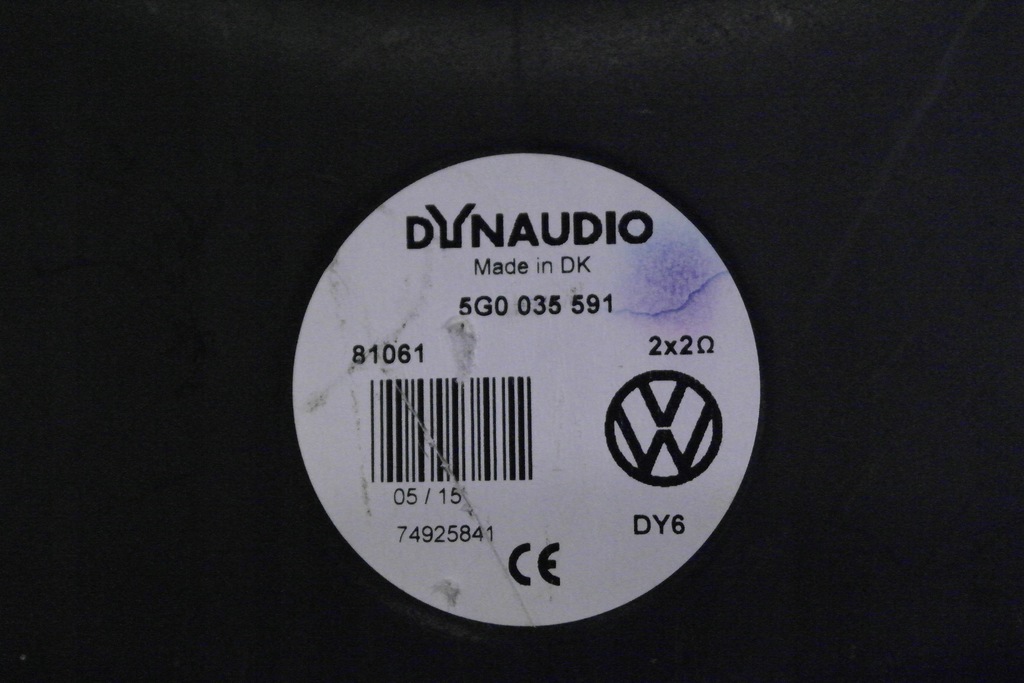 DYNAUDIO
Made in DK
5G0 035 591
81061
2x2Ω
05 / 15
74925841
DY6
CE